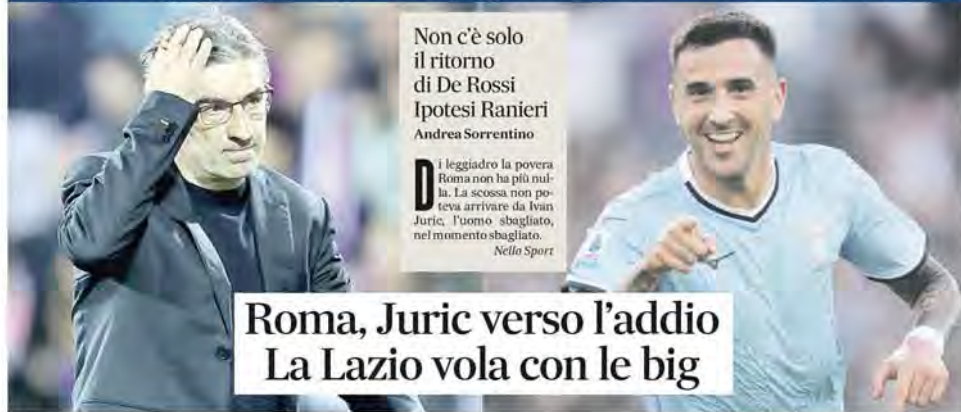 Non c'è solo
il ritorno
di De Rossi
Ipotesi Ranieri
Andrea Sorrentino
Di leggiadro la povera
Roma non ha più nul-
la. La scossa non po-
teva arrivare da Ivan
Juric, l'uomo sbagliato,
nel momento sbagliato.
Nello Sport
Roma, Juric verso l'addio
La Lazio vola con le big